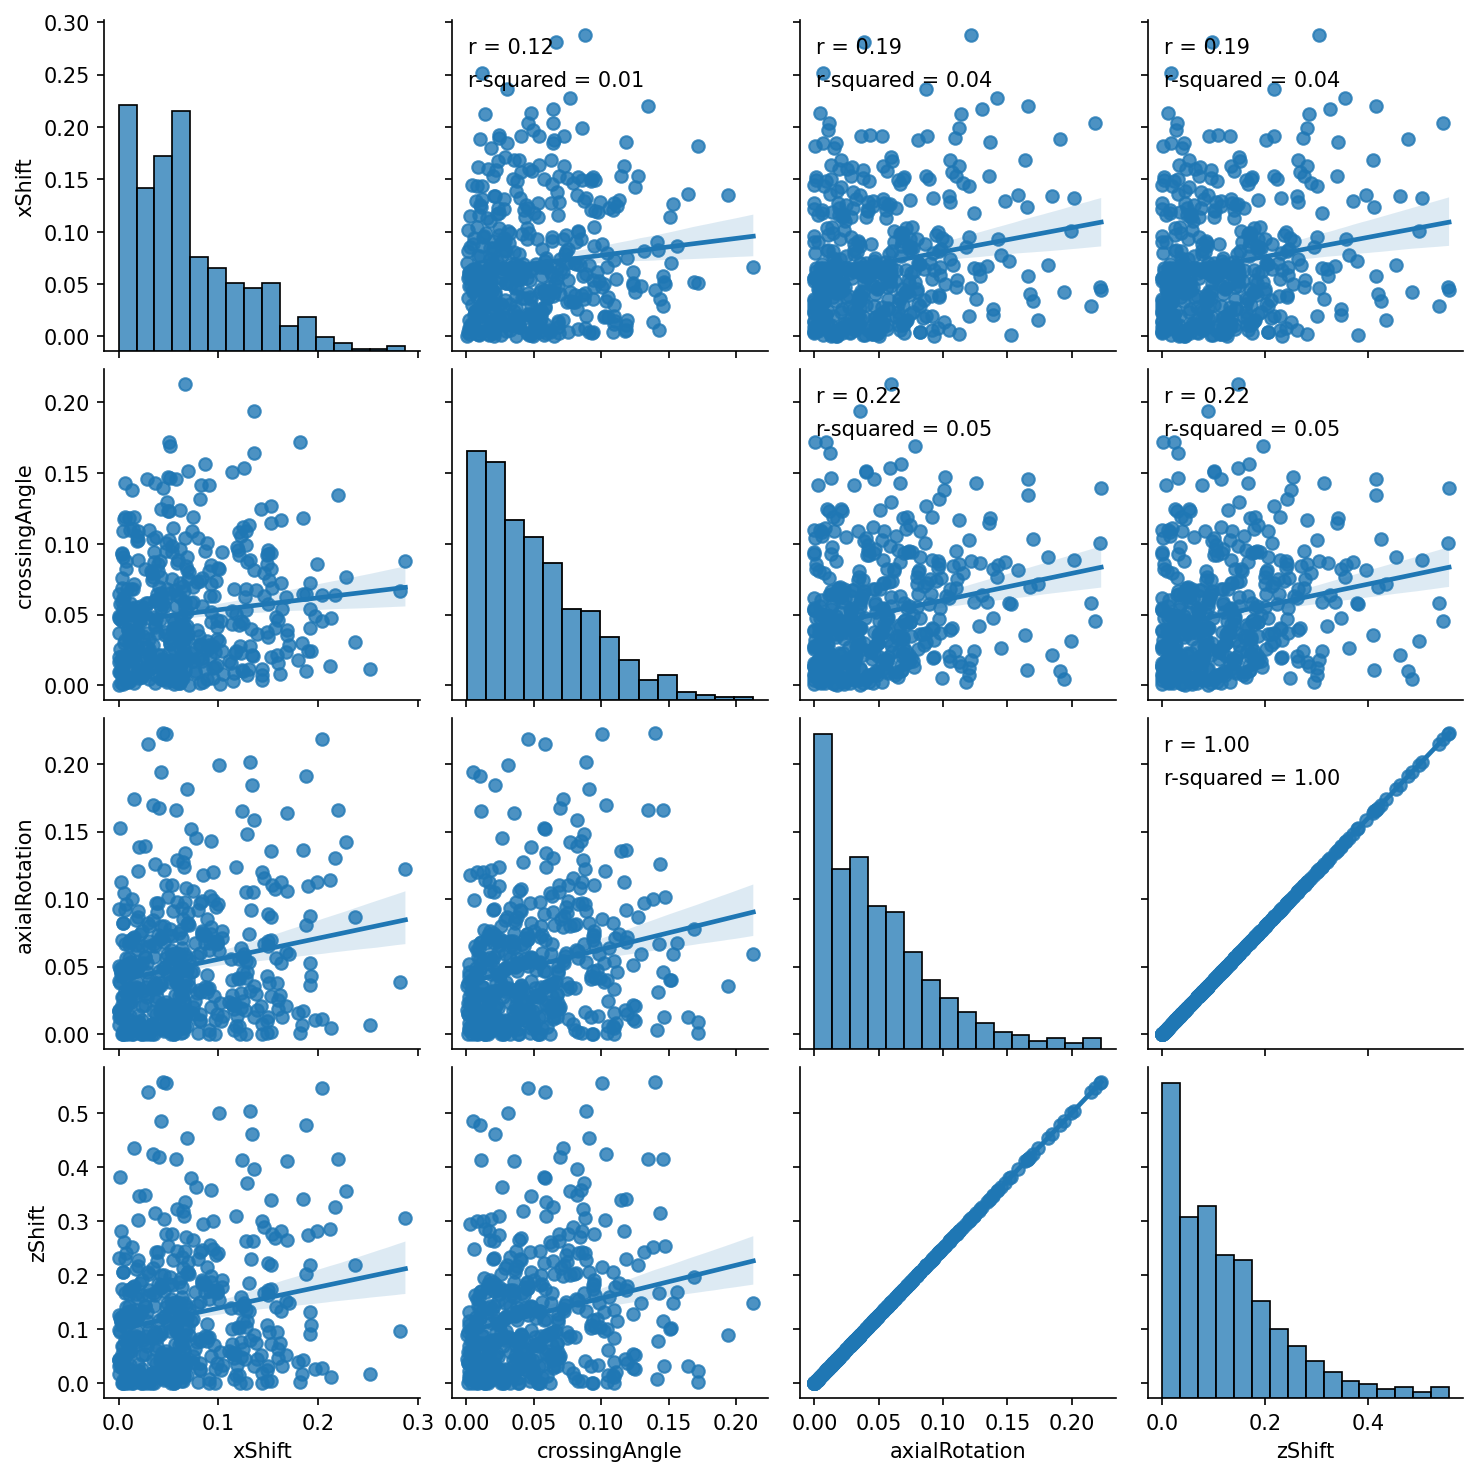 0.30
0.25
0.20
0.15
0.10
0.05
0.00
xShift
r = 0.12
r-squared = 0.01
r = 0.19
r-squared = 0.04
r = 0.19
r-squared = 0.04
0.20
0.15
0.10
0.05
0.00
crossingAngle
r = 0.22
r-squared = 0.05
r = 0.22
r-squared = 0.05
0.20
0.15
0.10
0.05
0.00
axialRotation
r = 1.00
r-squared = 1.00
0.5
0.4
0.3
0.2
0.1
0.0
zShift
0.0 0.1 0.2 0.3
0.00 0.05 0.10 0.15 0.20
0.00 0.05 0.10 0.15 0.20
0.0 0.2 0.4
xShift
crossingAngle
axialRotation
zShift